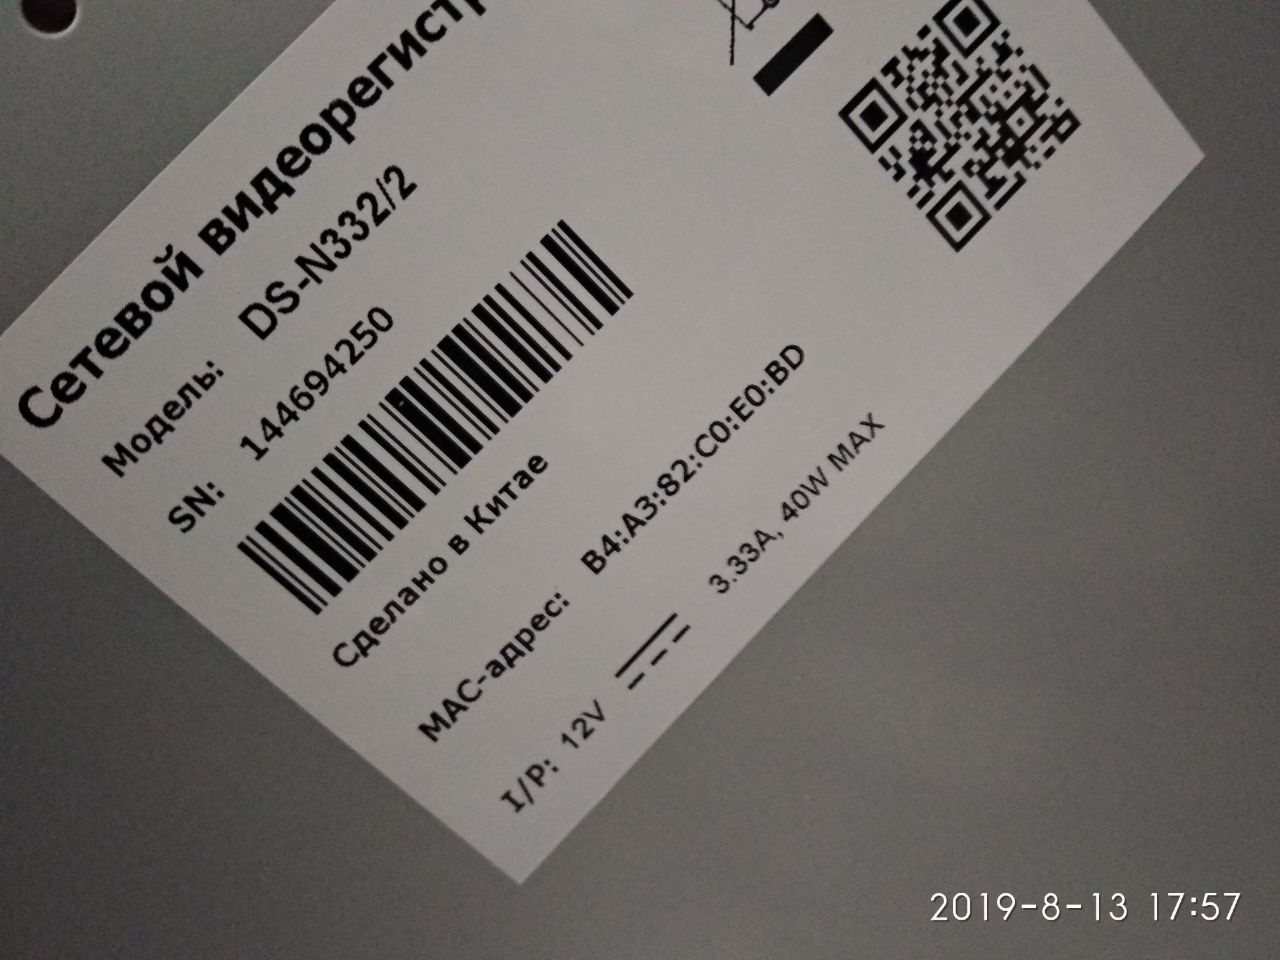 Сетевой видеорегистр
Модель: DS-N332/2
SN: 144694250
Сделано в Китае
MAC-адрес: B4:A3:82:C0:E0:BD
I/P: 12V 3.33A, 40W MAX
2019-8-13 17:57